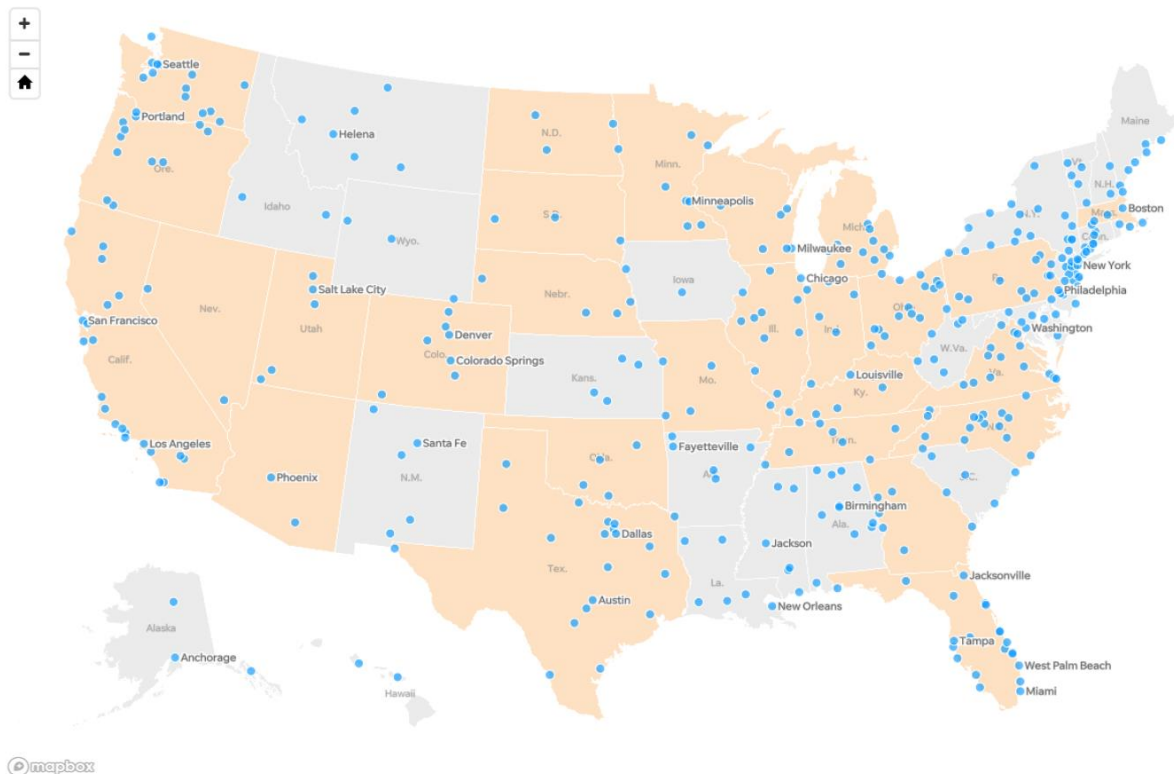 +
−
Seattle
Maine
Portland
Helena
N.D.
Minn.
Vt.
N.H.
Ore.
Idaho
S.D.
Minneapolis
Mich.
N.Y.
Mass.
Boston
Wyo.
Milwaukee
Conn.
Iowa
Chicago
New York
Salt Lake City
Nebr.
Philadelphia
Nev.
Utah
Denver
Ill.
Ind.
Ohio
San Francisco
Washington
Calif.
Colo.
Colorado Springs
Kans.
Mo.
Louisville
W.Va.
Va.
Ky.
Los Angeles
Santa Fe
Fayetteville
Tenn.
Phoenix
N.M.
Okla.
S.C.
Birmingham
Ala.
Dallas
Jackson
Tex.
La.
Jacksonville
Austin
New Orleans
Alaska
Anchorage
Tampa
West Palm Beach
Hawaii
Miami
mapbox